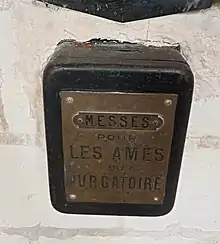 MESSES
POUR
LES AMES
DU
PURGATOIRE